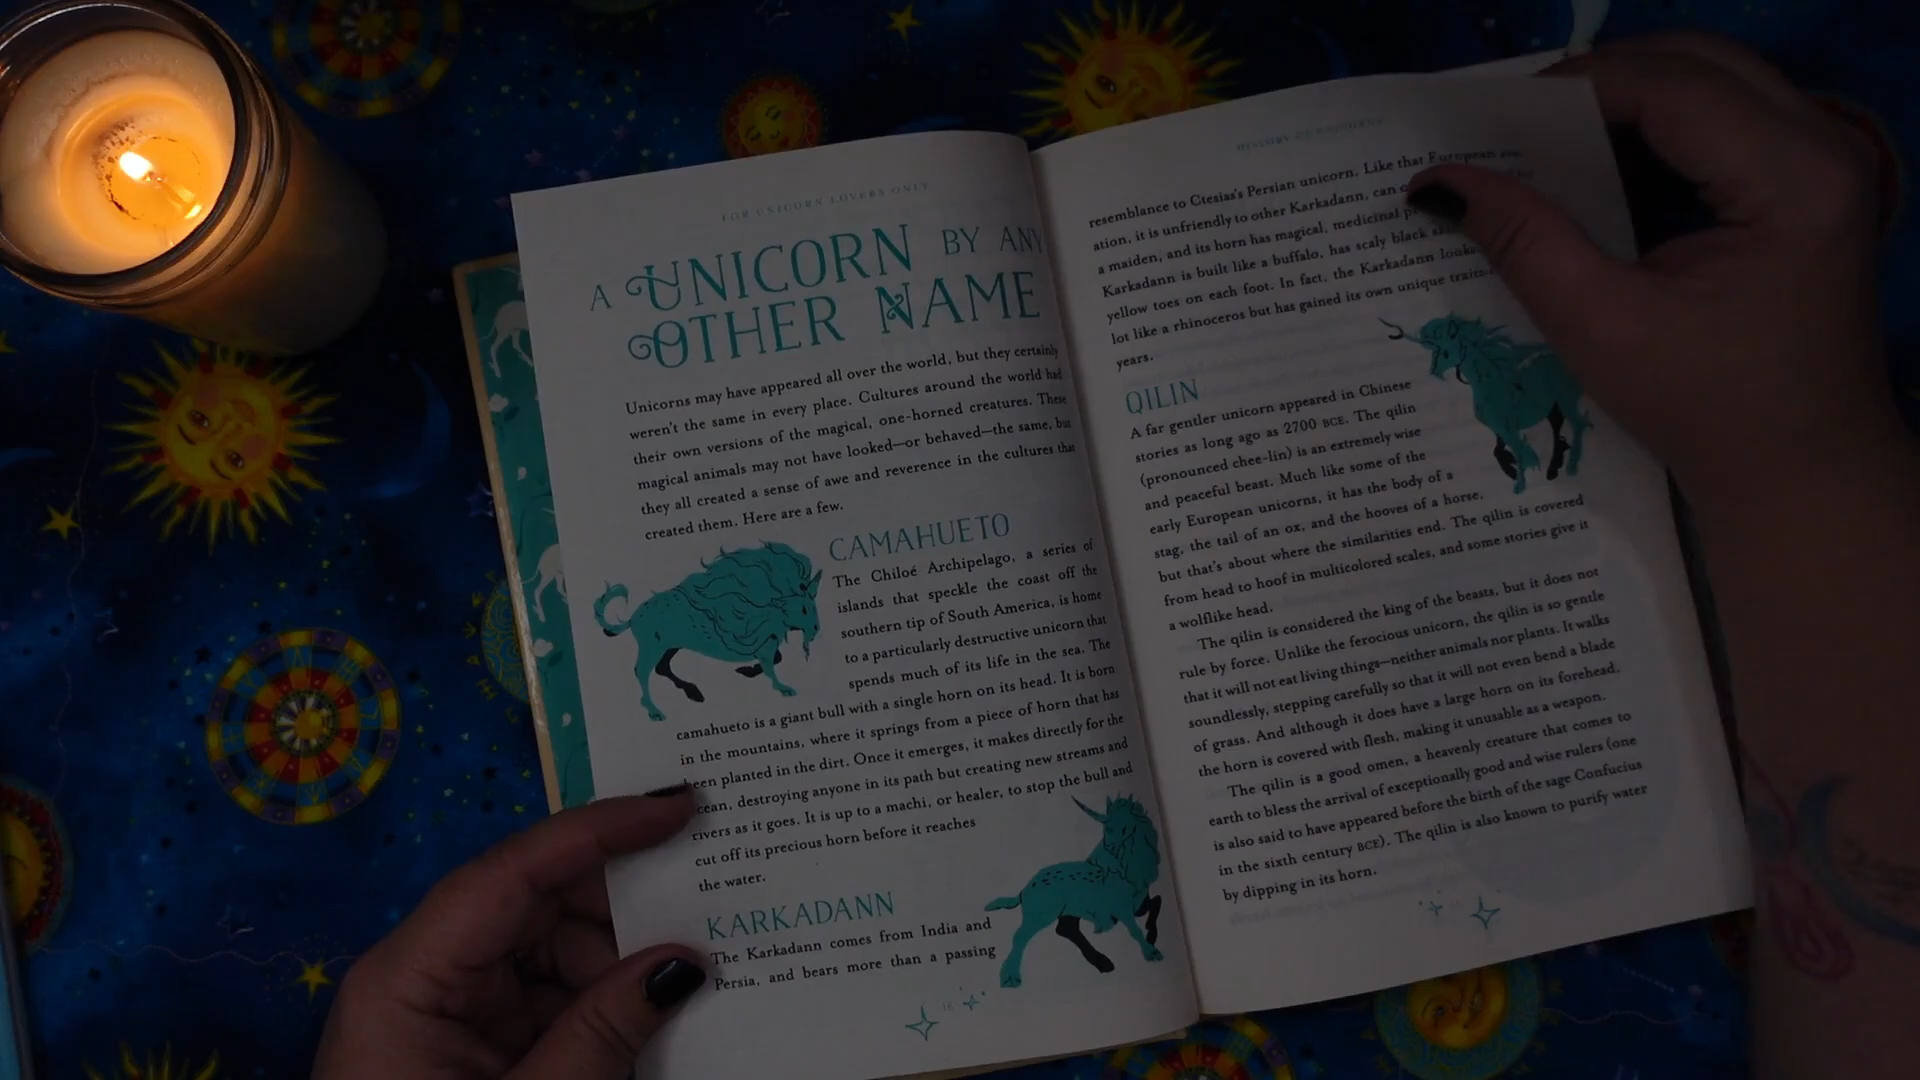 FOR UNICORN LOVERS ONLY
A UNICORN BY ANY
OTHER NAME
Unicorns may have appeared all over the world, but they certainly
weren't the same in every place. Cultures around the world had
their own versions of the magical, one-horned creatures. These
magical animals may not have looked—or behaved—the same, but
they all created a sense of awe and reverence in the cultures that
created them. Here are a few.
CAMAHUETO
The Chiloé Archipelago, a series of
islands that speckle the coast off the
southern tip of South America, is home
to a particularly destructive unicorn that
spends much of its life in the sea. The
camahueto is a giant bull with a single horn on its head. It is born
in the mountains, where it springs from a piece of horn that has
been planted in the dirt. Once it emerges, it makes directly for the
ocean, destroying anyone in its path but creating new streams and
rivers as it goes. It is up to a machi, or healer, to stop the bull and
cut off its precious horn before it reaches
the water.
KARKADANN
The Karkadann comes from India and
Persia, and bears more than a passing
16
HISTORY OF UNICORNS
resemblance to Ctesias's Persian unicorn. Like that European
ation, it is unfriendly to other Karkadann, can
a maiden, and its horn has magical, medicinal
Karkadann is built like a buffalo, has scaly black
yellow toes on each foot. In fact, the Karkadann looks
lot like a rhinoceros but has gained its own unique traits
years.
QILIN
A far gentler unicorn appeared in Chinese
stories as long ago as 2700 BCE. The qilin
(pronounced chee-lin) is an extremely wise
and peaceful beast. Much like some of the
early European unicorns, it has the body of a
stag, the tail of an ox, and the hooves of a horse,
but that's about where the similarities end. The qilin is covered
from head to hoof in multicolored scales, and some stories give it
a wolflike head.
The qilin is considered the king of the beasts, but it does not
rule by force. Unlike the ferocious unicorn, the qilin is so gentle
that it will not eat living things—neither animals nor plants. It walks
soundlessly, stepping carefully so that it will not even bend a blade
of grass. And although it does have a large horn on its forehead,
the horn is covered with flesh, making it unusable as a weapon.
The qilin is a good omen, a heavenly creature that comes to
earth to bless the arrival of exceptionally good and wise rulers (one
is also said to have appeared before the birth of the sage Confucius
in the sixth century BCE). The qilin is also known to purify water
by dipping in its horn.